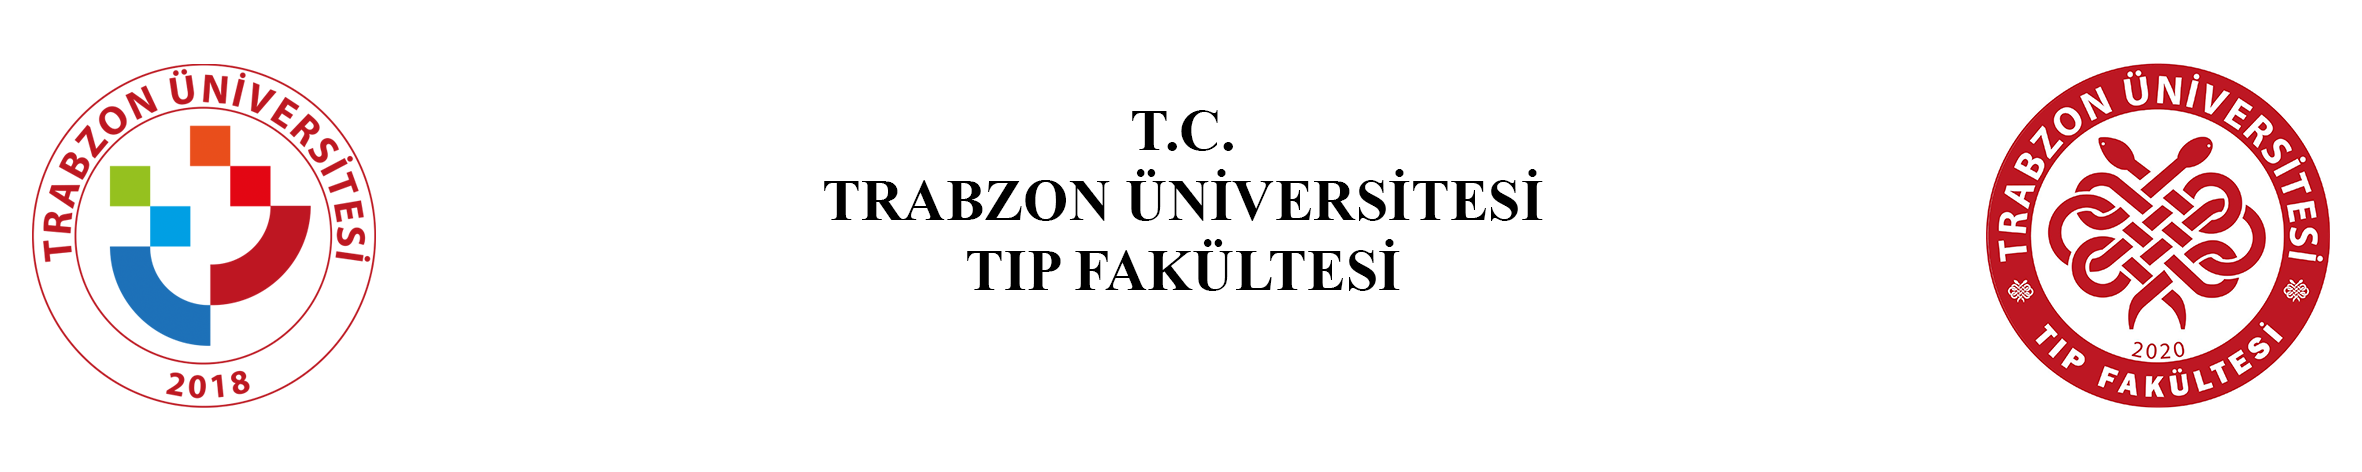 TRABZON ÜNİVERSİTESİ
2018
T.C.
TRABZON ÜNİVERSİTESİ
TIP FAKÜLTESİ
TRABZON ÜNİVERSİTESİ
2020
TIP FAKÜLTESİ